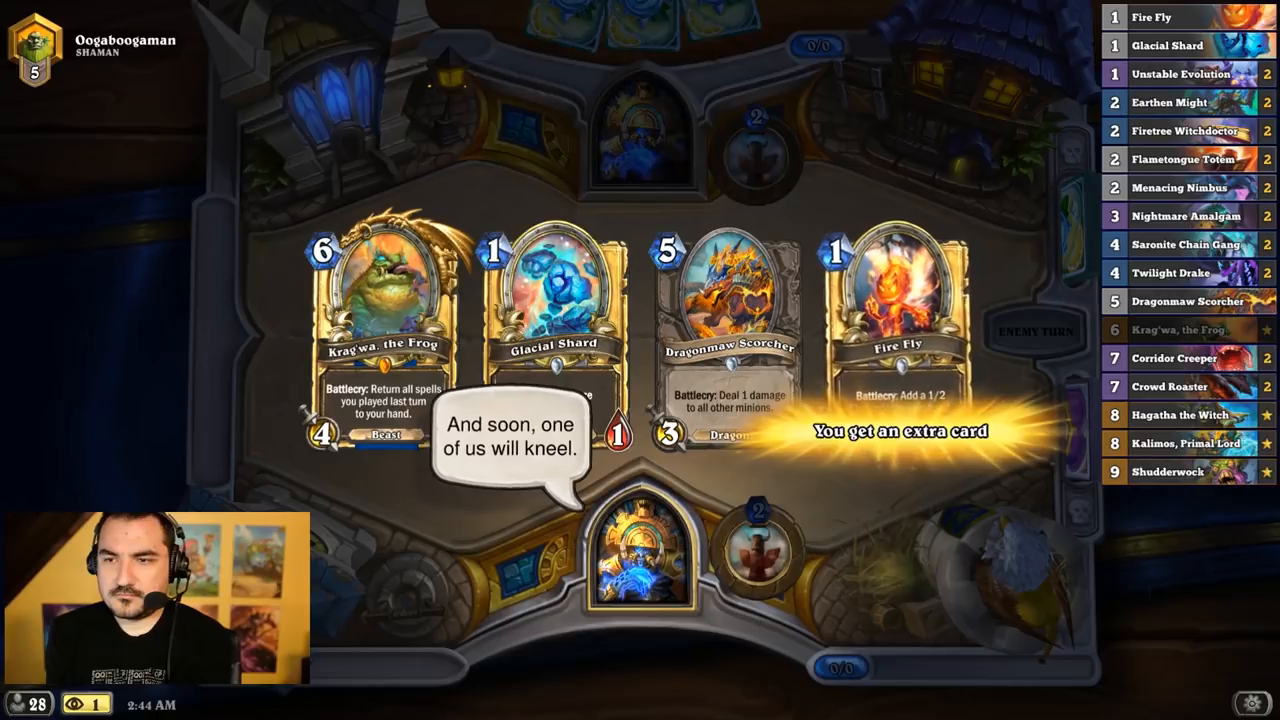 Oogaboogaman
SHAMAN
5
0/0
2
6
1
5
1
Krag'wa, the Frog
Glacial Shard
Dragonmaw Scorcher
Fire Fly
Battlecry: Return all spells
you played last turn
to your hand.
Battlecry: Deal 1 damage
to all other minions.
Battlecry: Add a 1/2
4
Beast
1
3
Dragon
You get an extra card
And soon, one
of us will kneel.
ENEMY TURN
2
0/0
1 Fire Fly
1 Glacial Shard
1 Unstable Evolution 2
2 Earthen Might 2
2 Firetree Witchdoctor 2
2 Flametongue Totem 2
2 Menacing Nimbus 2
3 Nightmare Amalgam 2
4 Saronite Chain Gang 2
4 Twilight Drake 2
5 Dragonmaw Scorcher
6 Krag'wa, the Frog
7 Corridor Creeper 2
7 Crowd Roaster 2
8 Hagatha the Witch
8 Kalimos, Primal Lord
9 Shudderwock
28
1
2:44 AM